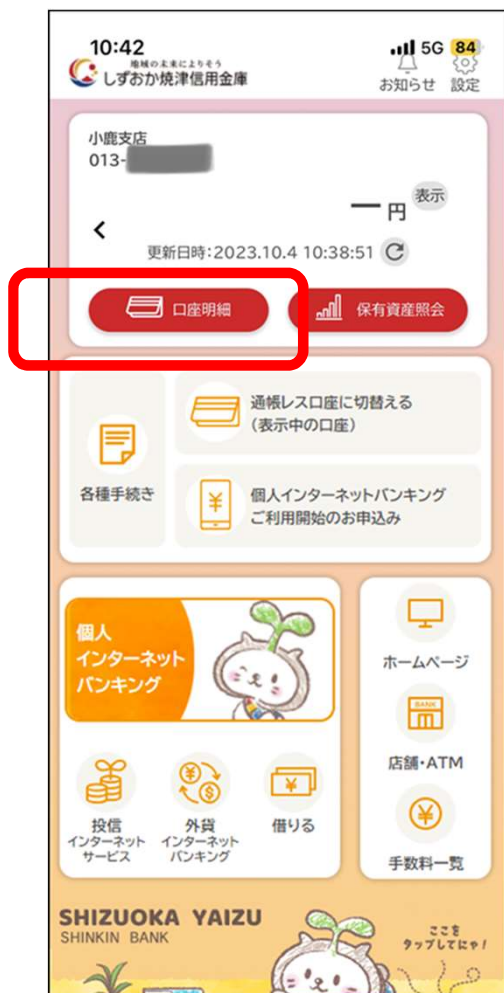 10:42
5G 84
地域の未来によりそう
しずおか焼津信用金庫
お知らせ 設定
小鹿支店
013-
ー 円 表示
更新日時:2023.10.4 10:38:51
口座明細
保有資産照会
各種手続き
通帳レス口座に切替える
(表示中の口座)
個人インターネットバンキング
ご利用開始のお申込み
個人
インターネット
バンキング
投信
インターネット
サービス
外貨
インターネット
バンキング
借りる
ホームページ
BANK
店舗・ATM
手数料一覧
SHIZUOKA YAIZU
SHINKIN BANK
ここを
タップしてにゃ!